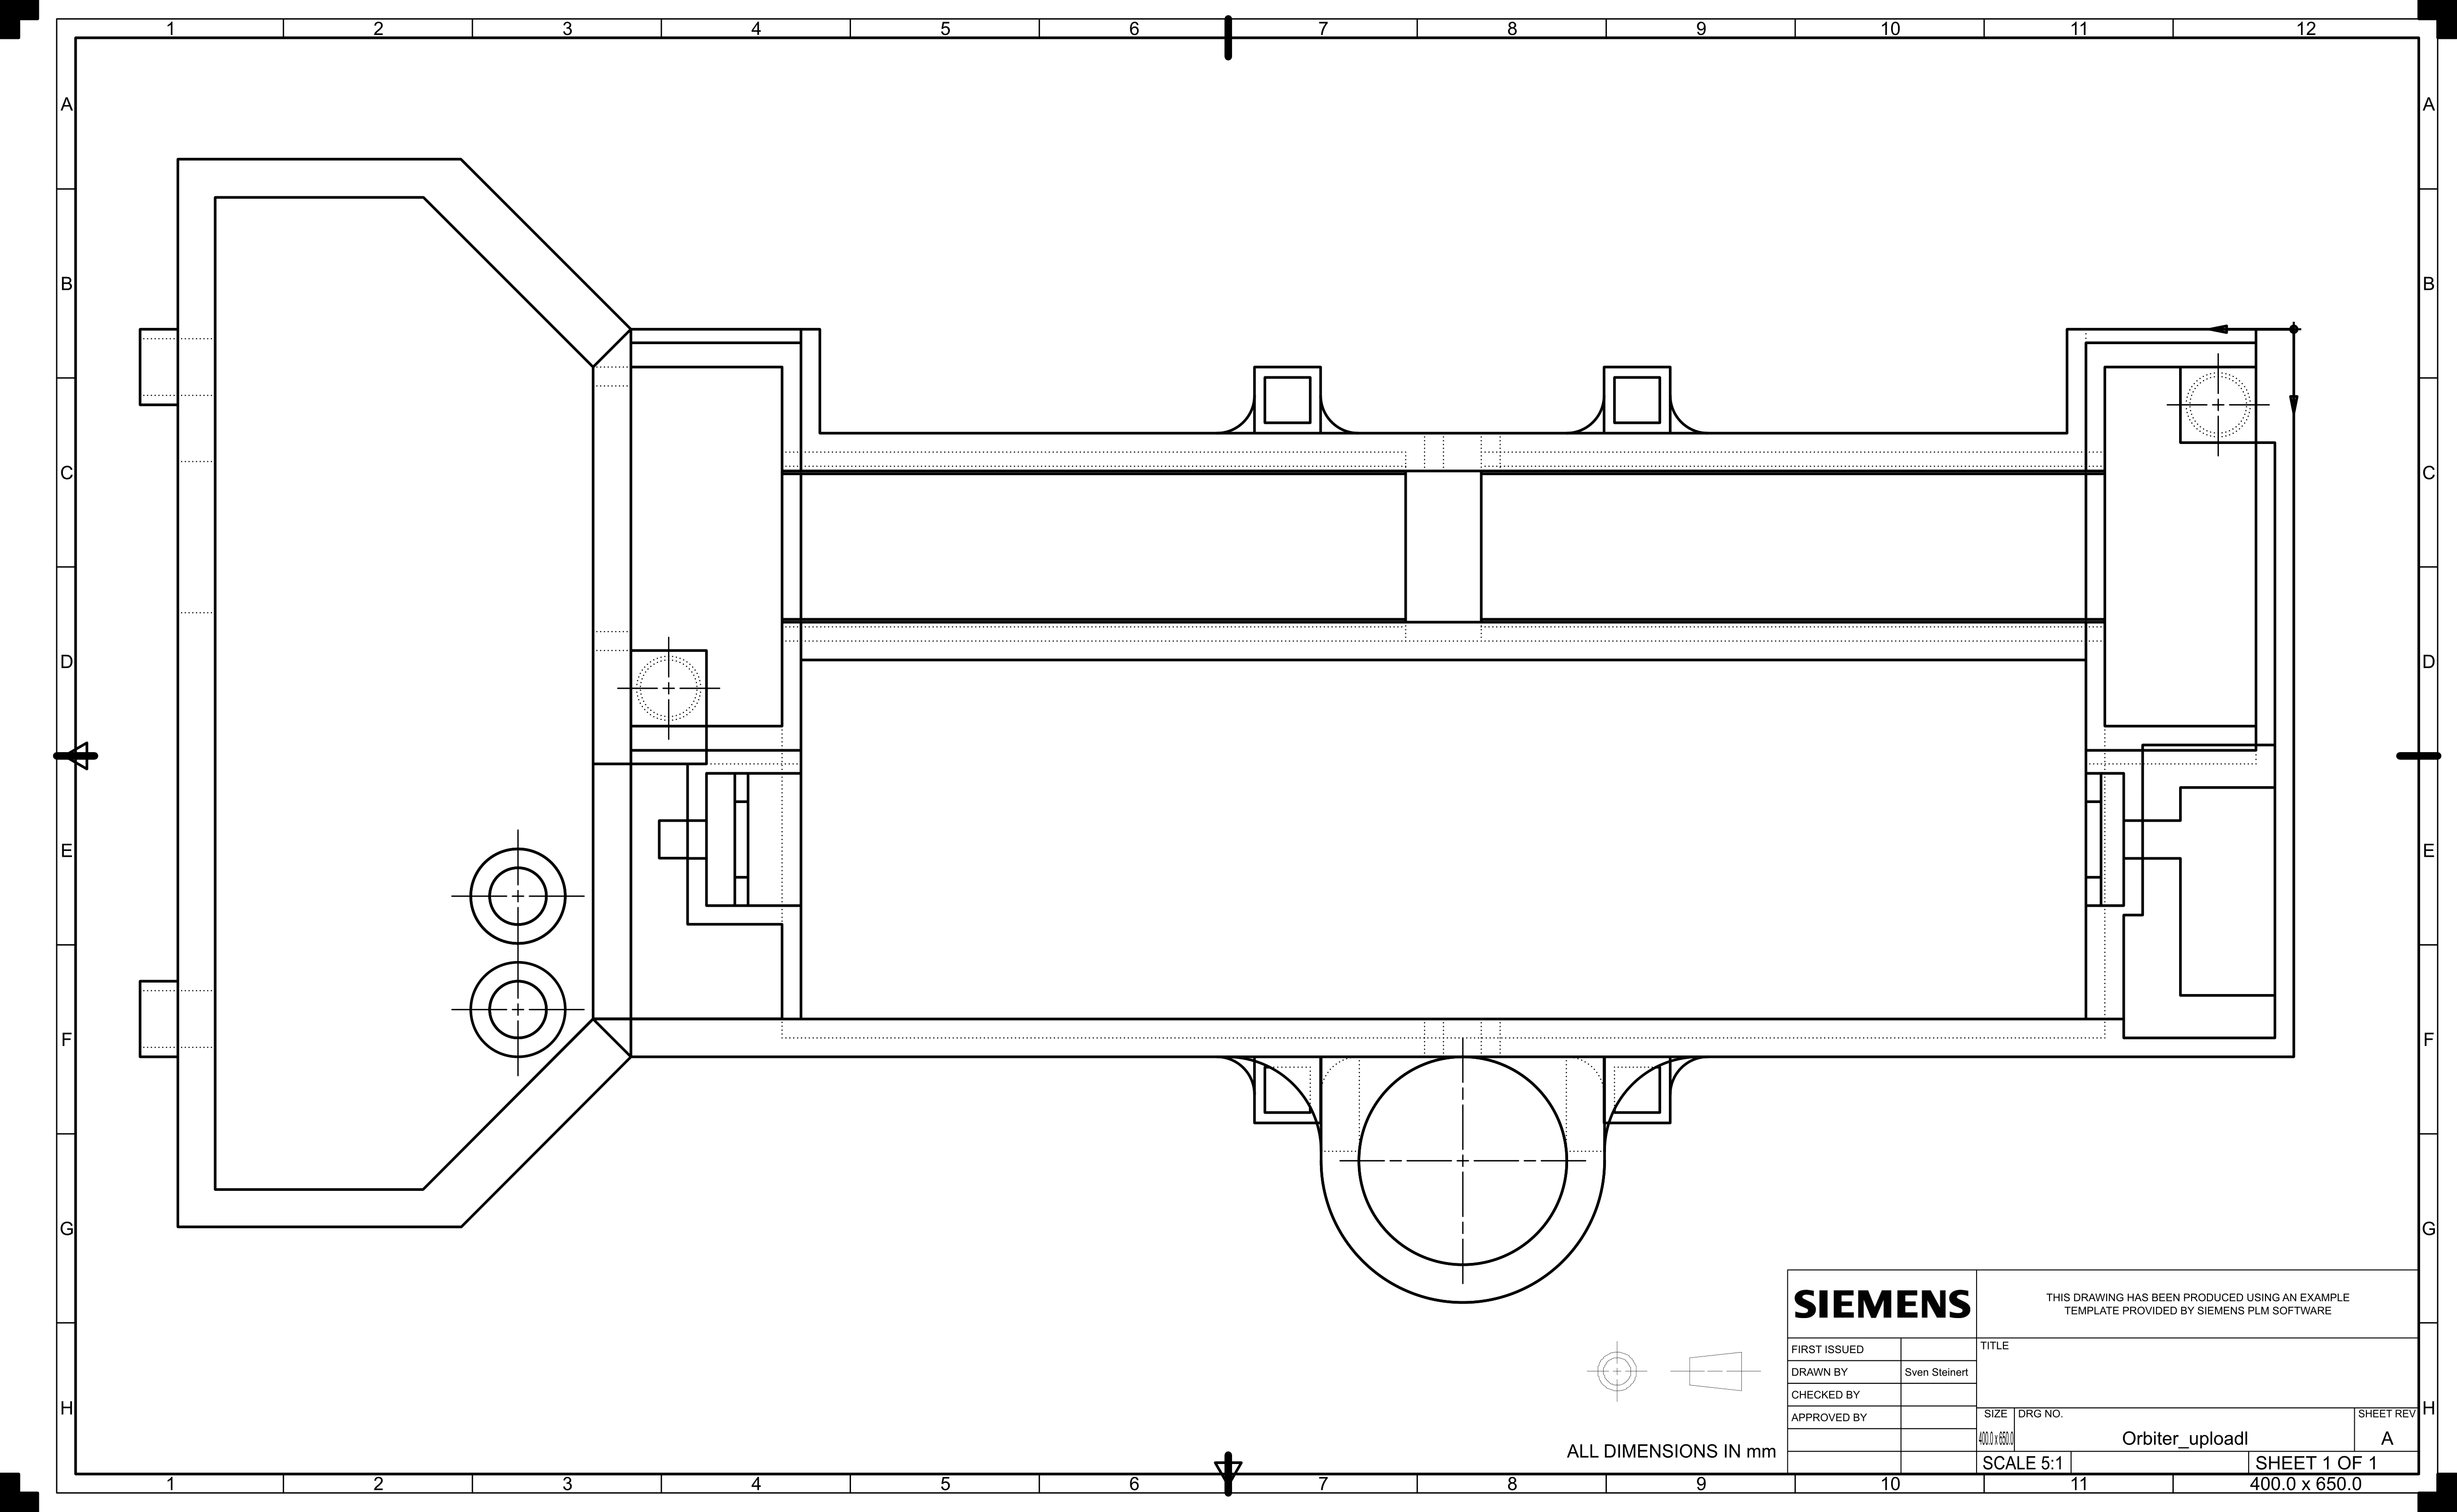 1 2 3 4 5 6 7 8 9 10 11 12
A A
B B
C C
D D
E E
F F
G G
SIEMENS
THIS DRAWING HAS BEEN PRODUCED USING AN EXAMPLE
TEMPLATE PROVIDED BY SIEMENS PLM SOFTWARE
FIRST ISSUED
TITLE
DRAWN BY Sven Steinert
CHECKED BY
APPROVED BY
SIZE DRG NO. SHEET REV
H H
400.0 x 650.0 Orbiter_uploadl A
ALL DIMENSIONS IN mm
SCALE 5:1 SHEET 1 OF 1
1 2 3 4 5 6 7 8 9 10 11 400.0 x 650.0